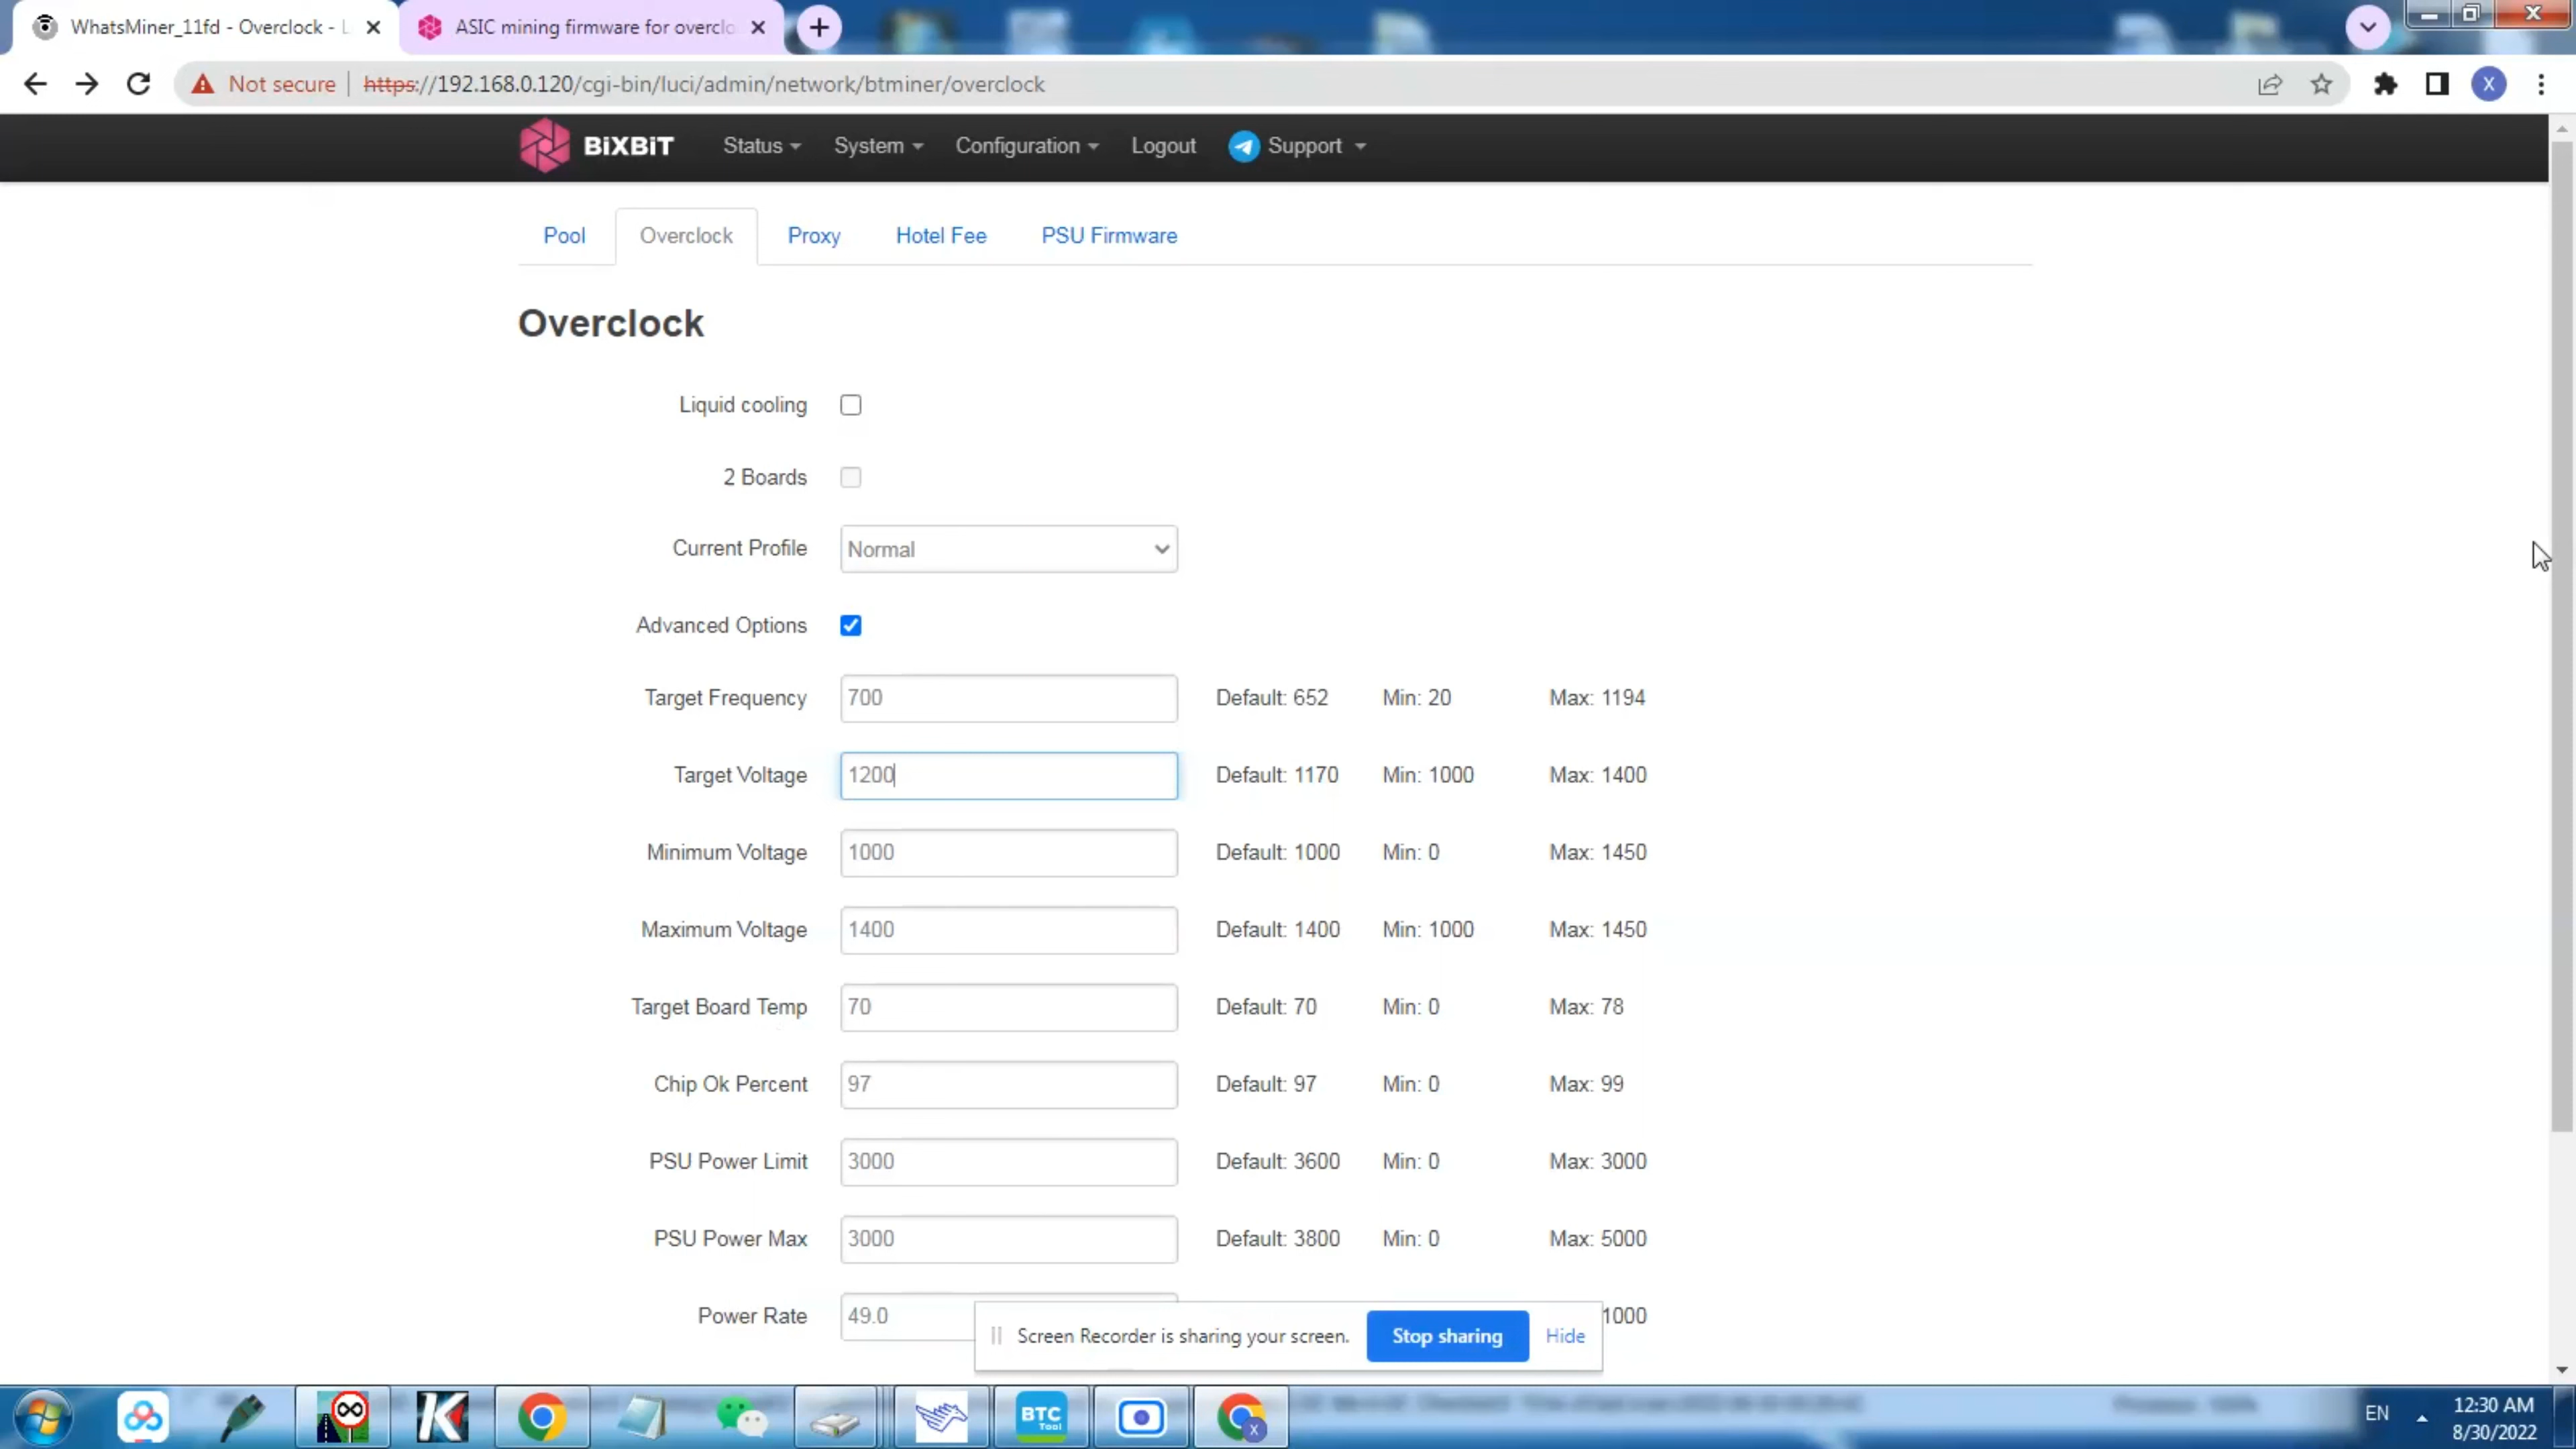 WhatsMiner_11fd - Overclock - L
ASIC mining firmware for overclo
Not secure https://192.168.0.120/cgi-bin/luci/admin/network/btminer/overclock X
BiXBiT Status System Configuration Logout Support
Pool Overclock Proxy Hotel Fee PSU Firmware
Overclock
Liquid cooling
2 Boards
Current Profile Normal
Advanced Options
Target Frequency 700 Default: 652 Min: 20 Max: 1194
Target Voltage 1200 Default: 1170 Min: 1000 Max: 1400
Minimum Voltage 1000 Default: 1000 Min: 0 Max: 1450
Maximum Voltage 1400 Default: 1400 Min: 1000 Max: 1450
Target Board Temp 70 Default: 70 Min: 0 Max: 78
Chip Ok Percent 97 Default: 97 Min: 0 Max: 99
PSU Power Limit 3000 Default: 3600 Min: 0 Max: 3000
PSU Power Max 3000 Default: 3800 Min: 0 Max: 5000
Power Rate 49.0 1000
Screen Recorder is sharing your screen. Stop sharing Hide
K BTC Tool X EN 12:30 AM
8/30/2022